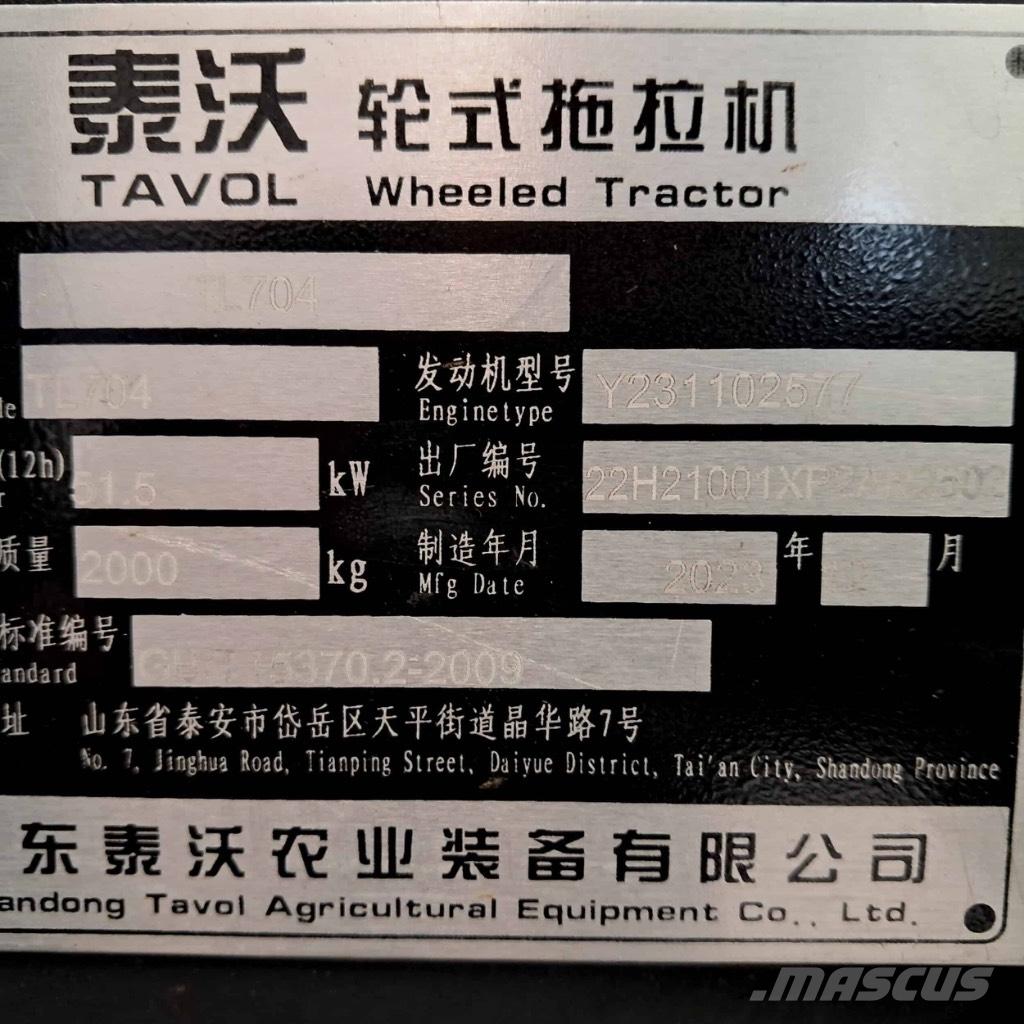 泰沃 轮式拖拉机
TAVOL Wheeled Tractor
TL704
TL704
发动机型号 Y231102577
Enginetype
(12h) 51.5 kW
出厂编号 22H21001XP
Series No.
质量 2000 kg
制造年月 2023 年 月
Mfg Date
标准编号 5370.2-2009
andard
址 山东省泰安市岱岳区天平街道晶华路7号
No. 7, Jinghua Road, Tianping Street, Daiyue District, Tai'an City, Shandong Province
东泰沃农业装备有限公司
andong Tavol Agricultural Equipment Co., Ltd.
.MASCUS